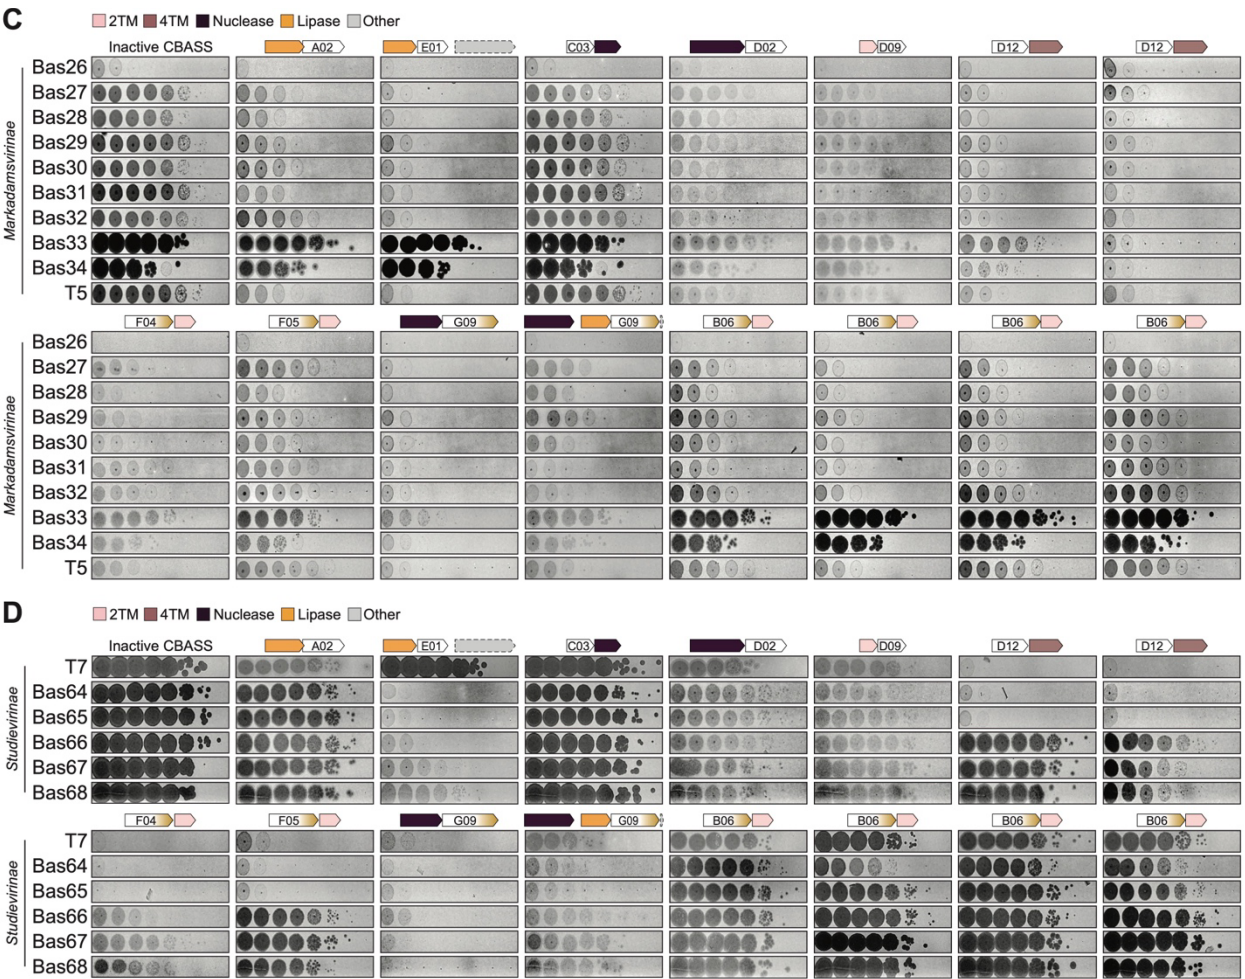 C
2TM 4TM Nuclease Lipase Other
Inactive CBASS A02 E01 C03 D02 D09 D12 D12
Markadamsvirinae
Bas26
Bas27
Bas28
Bas29
Bas30
Bas31
Bas32
Bas33
Bas34
T5
F04 F05 G09 G09 B06 B06 B06 B06
Markadamsvirinae
Bas26
Bas27
Bas28
Bas29
Bas30
Bas31
Bas32
Bas33
Bas34
T5
D
2TM 4TM Nuclease Lipase Other
Inactive CBASS A02 E01 C03 D02 D09 D12 D12
Studievirinae
T7
Bas64
Bas65
Bas66
Bas67
Bas68
F04 F05 G09 G09 B06 B06 B06 B06
Studievirinae
T7
Bas64
Bas65
Bas66
Bas67
Bas68